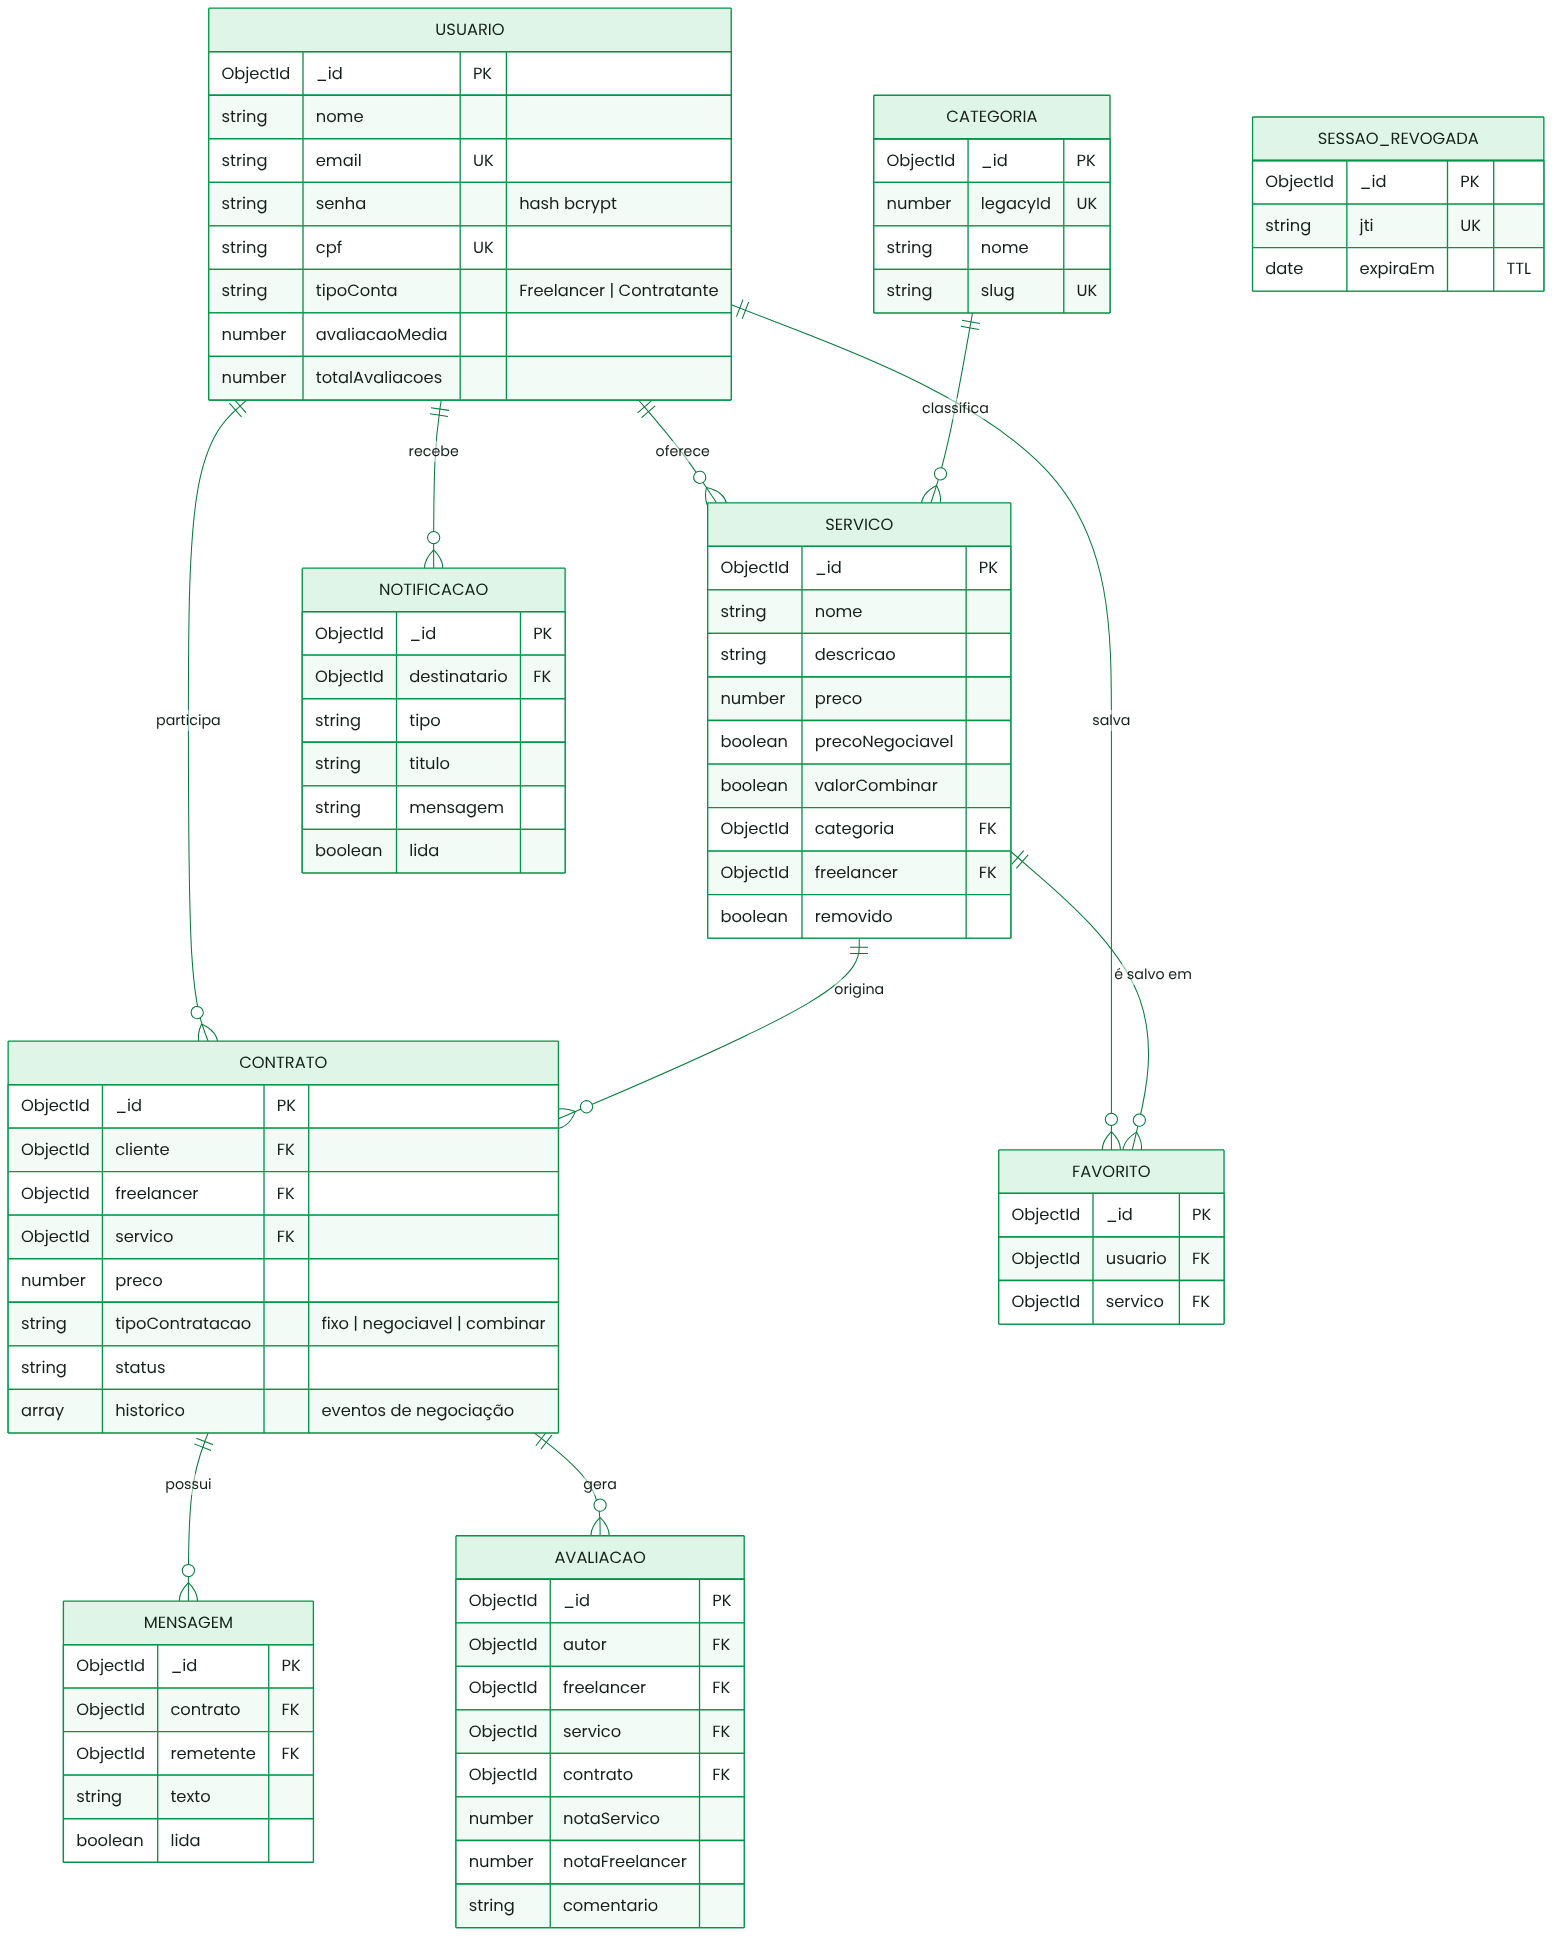 USUARIO
ObjectId _id PK
string nome
string email UK
string senha hash bcrypt
string cpf UK
string tipoConta Freelancer | Contratante
number avaliacaoMedia
number totalAvaliacoes
CATEGORIA
ObjectId _id PK
number legacyId UK
string nome
string slug UK
SESSAO_REVOGADA
ObjectId _id PK
string jti UK
date expiraEm TTL
classifica
recebe
oferece
SERVICO
ObjectId _id PK
string nome
string descricao
number preco
boolean precoNegociavel
boolean valorCombinar
ObjectId categoria FK
ObjectId freelancer FK
boolean removido
NOTIFICACAO
ObjectId _id PK
ObjectId destinatario FK
string tipo
string titulo
string mensagem
boolean lida
participa
salva
é salvo em
origina
CONTRATO
ObjectId _id PK
ObjectId cliente FK
ObjectId freelancer FK
ObjectId servico FK
number preco
string tipoContratacao fixo | negociavel | combinar
string status
array historico eventos de negociação
FAVORITO
ObjectId _id PK
ObjectId usuario FK
ObjectId servico FK
possui
gera
AVALIACAO
ObjectId _id PK
ObjectId autor FK
ObjectId freelancer FK
ObjectId servico FK
ObjectId contrato FK
number notaServico
number notaFreelancer
string comentario
MENSAGEM
ObjectId _id PK
ObjectId contrato FK
ObjectId remetente FK
string texto
boolean lida